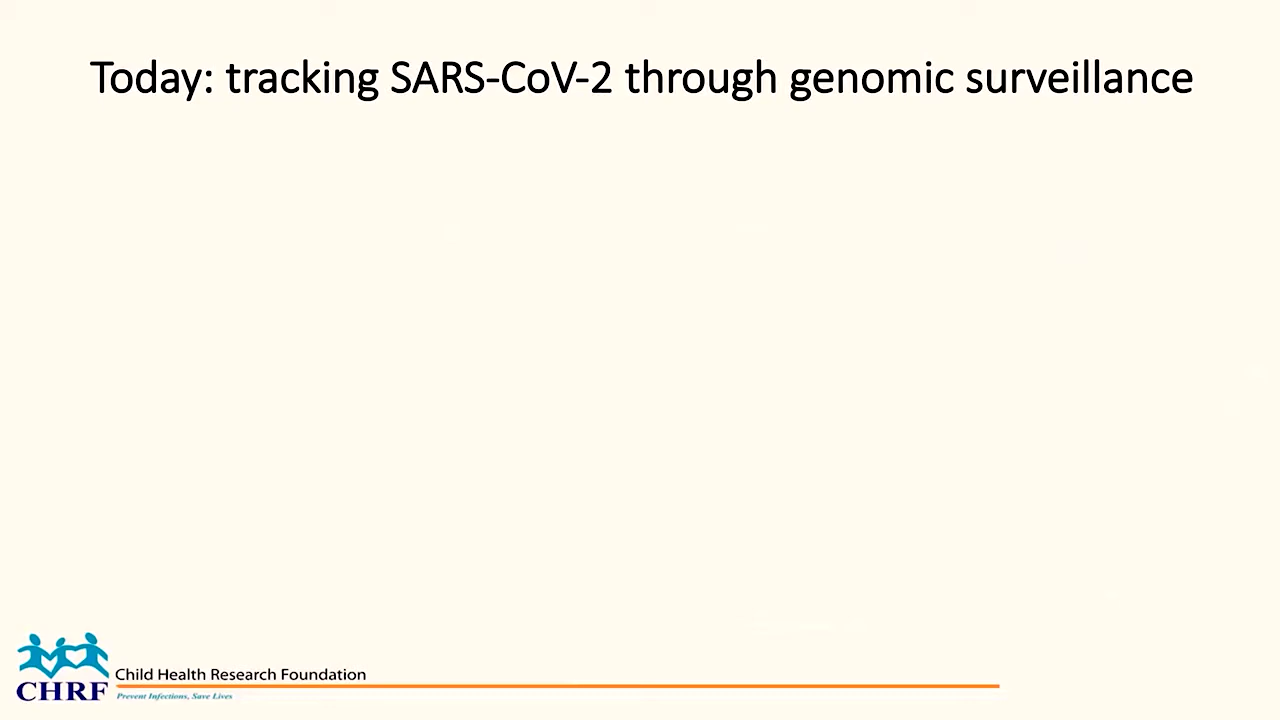 Today: tracking SARS-CoV-2 through genomic surveillance
Child Health Research Foundation
CHRF
Prevent Infections, Save Lives